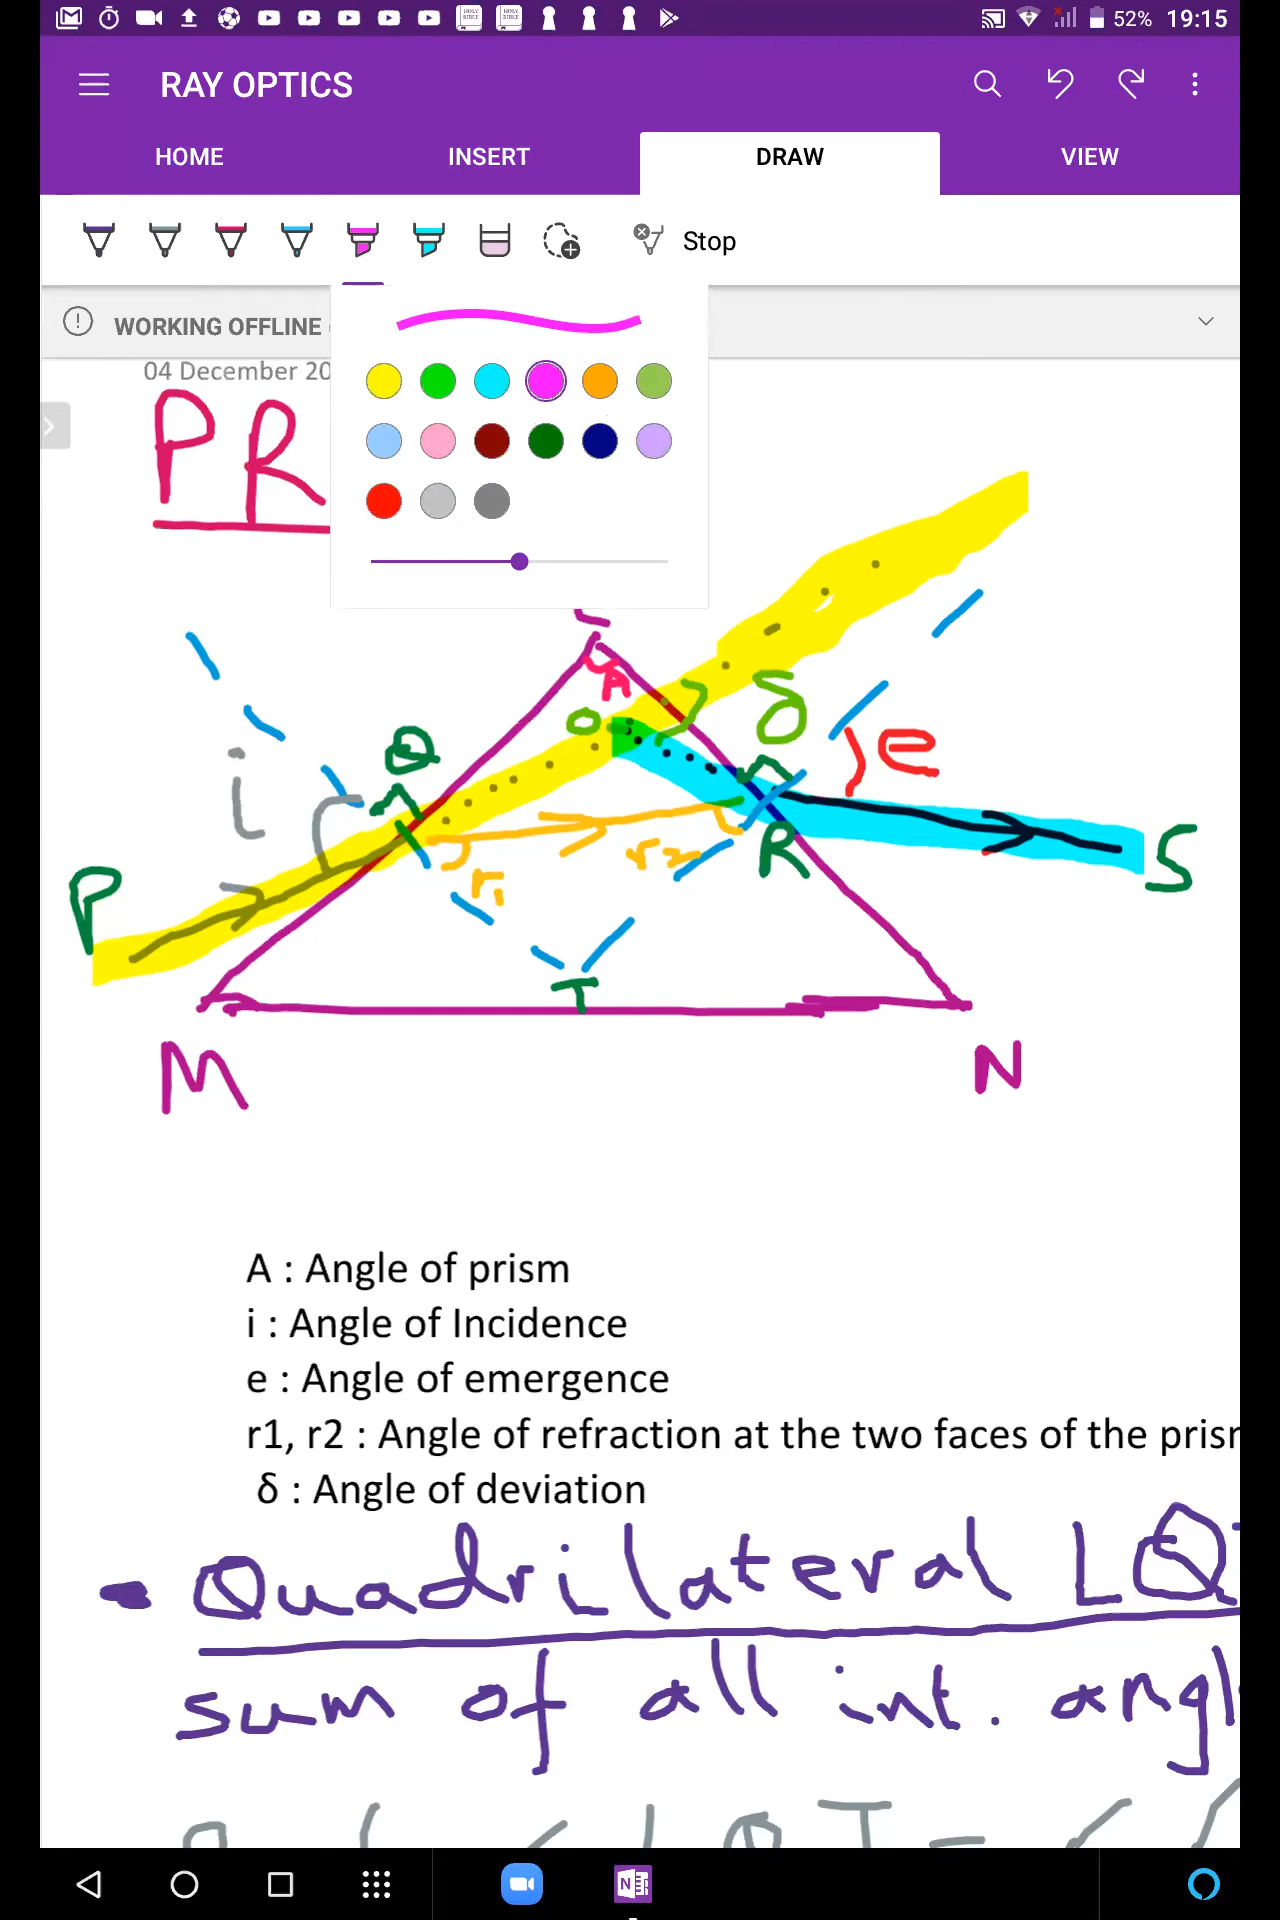 52% 19:15
RAY OPTICS
HOME INSERT DRAW VIEW
Stop
WORKING OFFLINE
04 December 20
PR
L
A
O δ
Q
i
e
P
r1
r2
R
S
T
M
N
A : Angle of prism
i : Angle of Incidence
e : Angle of emergence
r1, r2 : Angle of refraction at the two faces of the
δ : Angle of deviation
- Quadrilateral LQ
sum of all int.